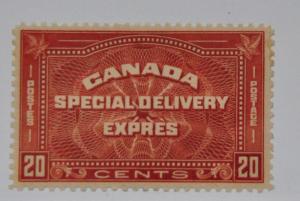 CANADA
POSTES
SPECIAL DELIVERY
POSTAGE
EXPRES
20 CENTS 20